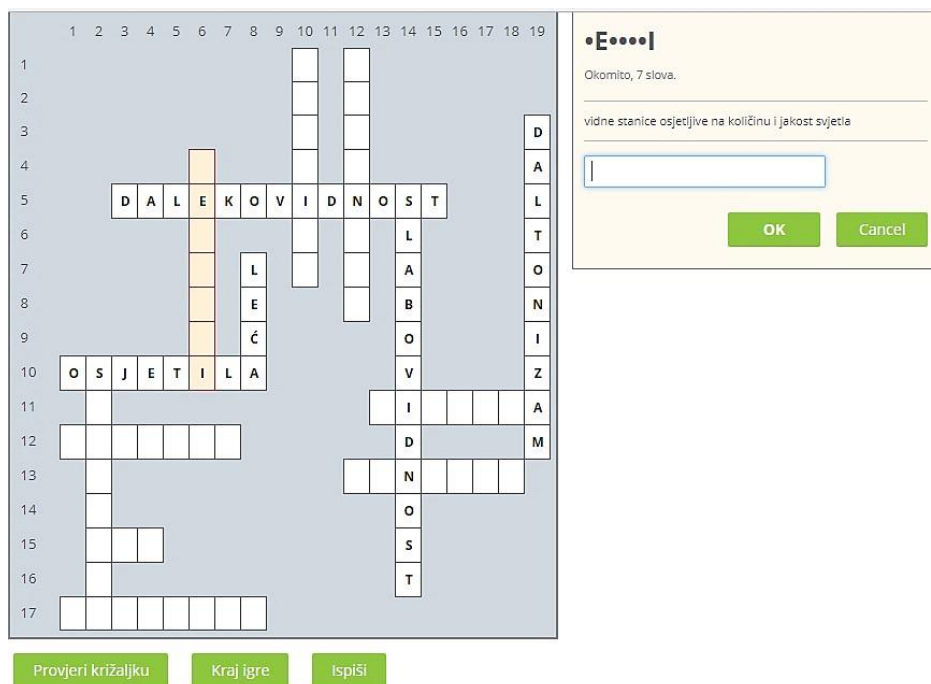 1 2 3 4 5 6 7 8 9 10 11 12 13 14 15 16 17 18 19
1
2
3 D
4 A
5 D A L E K O V I D N O S T L
6 L T
7 L A O
8 E B N
9 Ć O I
10 O S J E T I L A V Z
11 I A
12 D M
13 N
14 O
15 S
16 T
17
•E••••I
Okomito, 7 slova.
vidne stanice osjetljive na količinu i jakost svjetla
OK Cancel
Provjeri križaljku Kraj igre Ispiši